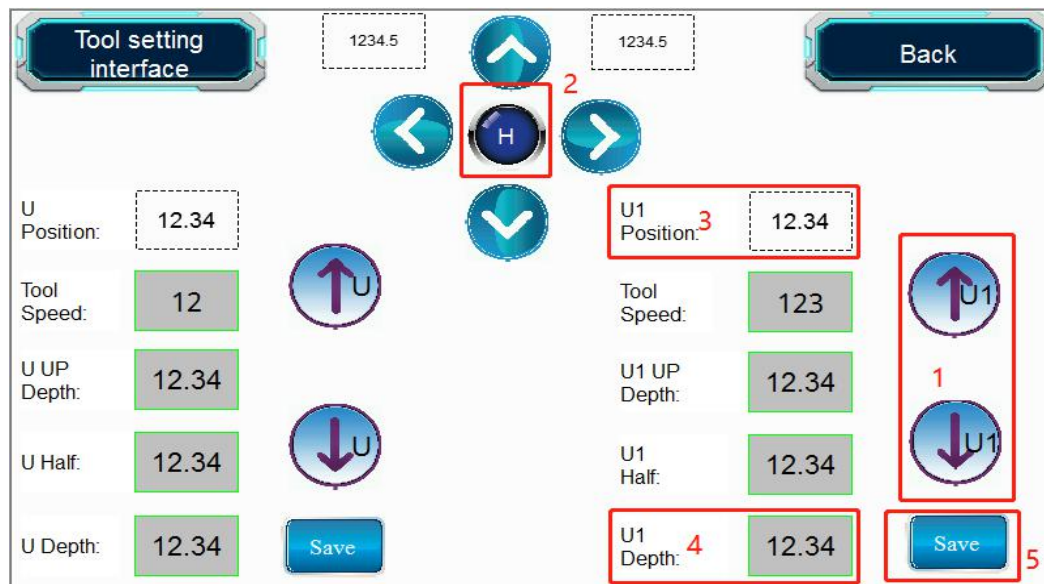 Tool setting
interface
1234.5
1234.5
Back
2
H
U
Position:
12.34
U1
Position:
3
12.34
Tool
Speed:
12
U
Tool
Speed:
123
U1
U UP
Depth:
12.34
U1 UP
Depth:
12.34
1
U Half:
12.34
U
U1
Half:
12.34
U1
U Depth:
12.34
Save
U1
Depth:
4
12.34
Save
5